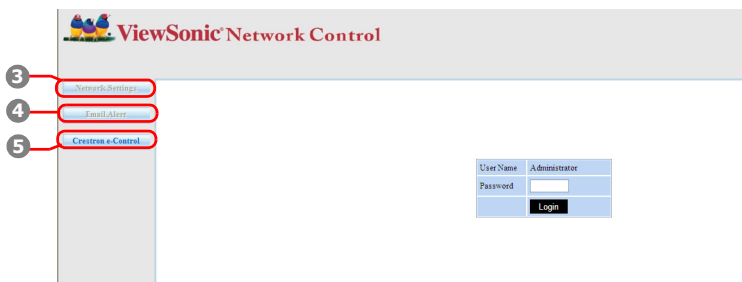 ViewSonic® Network Control
3 Network Settings
4 Email Alert
5 Crestron e-Control
User Name Administrator
Password
Login